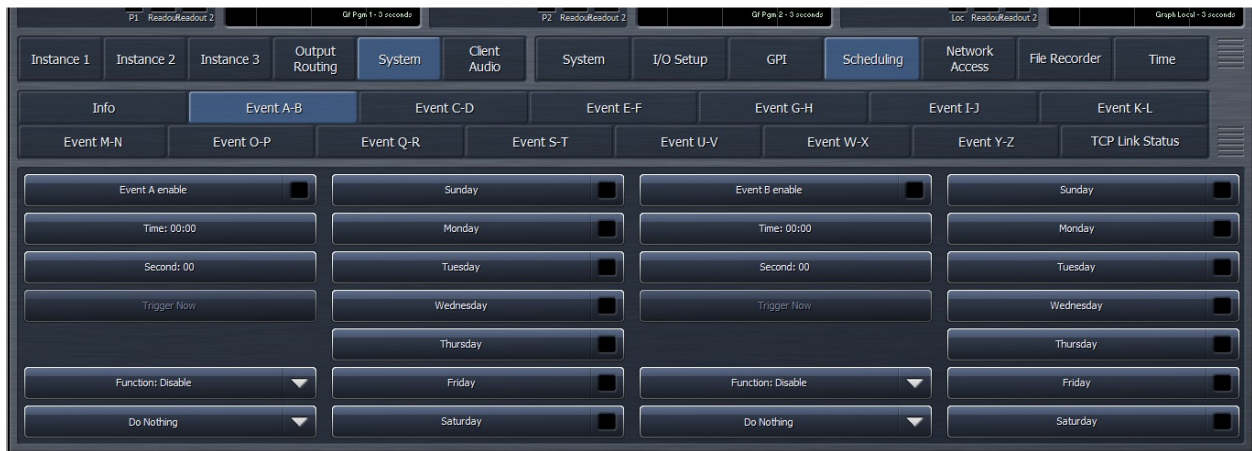 P1 ReadouReadout 2 Gf Pgm 1 - 3 seconds P2 ReadouReadout 2 Gf Pgm 2 - 3 seconds Loc ReadouReadout 2 Graph Local - 3 seconds
Instance 1 Instance 2 Instance 3 Output Routing System Client Audio System I/O Setup GPI Scheduling Network Access File Recorder Time
Info Event A-B Event C-D Event E-F Event G-H Event I-J Event K-L
Event M-N Event O-P Event Q-R Event S-T Event U-V Event W-X Event Y-Z TCP Link Status
Event A enable Sunday Event B enable Sunday
Time: 00:00 Monday Time: 00:00 Monday
Second: 00 Tuesday Second: 00 Tuesday
Trigger Now Wednesday Trigger Now Wednesday
Thursday Thursday
Function: Disable Friday Function: Disable Friday
Do Nothing Saturday Do Nothing Saturday